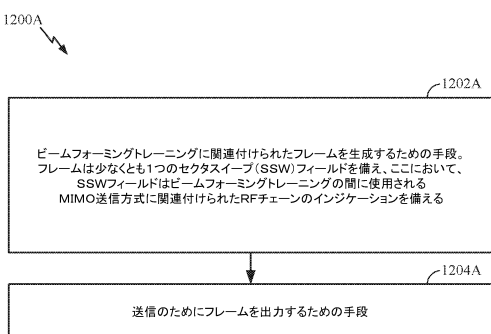 1200A
1202A
ビームフォーミングトレーニングに関連付けられたフレームを生成するための手段。
フレームは少なくとも1つのセクタスイープ(SSW)フィールドを備え、ここにおいて、
SSWフィールドはビームフォーミングトレーニングの間に使用される
MIMO送信方式に関連付けられたRFチェーンのインジケーションを備える
1204A
送信のためにフレームを出力するための手段